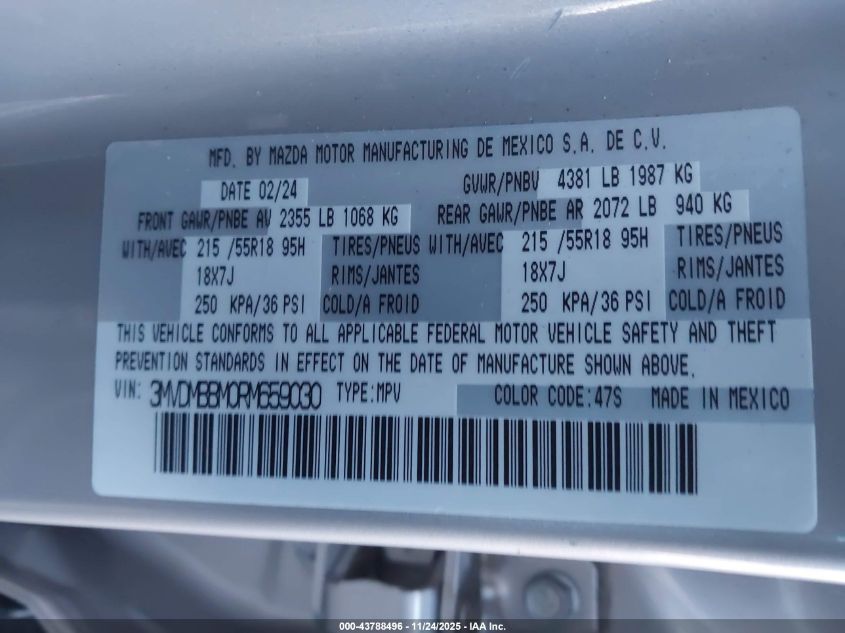 MFD. BY MAZDA MOTOR MANUFACTURING DE MEXICO S.A. DE C.V.
DATE 02/24 GVWR/PNBV 4381 LB 1987 KG
FRONT GAWR/PNBE AV 2355 LB 1068 KG REAR GAWR/PNBE AR 2072 LB 940 KG
WITH/AVEC 215 /55R18 95H TIRES/PNEUS WITH/AVEC 215 /55R18 95H TIRES/PNEUS
18X7J RIMS/JANTES 18X7J RIMS/JANTES
250 KPA/36 PSI COLD/A FROID 250 KPA/36 PSI COLD/A FROID
THIS VEHICLE CONFORMS TO ALL APPLICABLE FEDERAL MOTOR VEHICLE SAFETY AND THEFT
PREVENTION STANDARDS IN EFFECT ON THE DATE OF MANUFACTURE SHOWN ABOVE.
VIN: 3MVDMBBM0RM659030 TYPE:MPV COLOR CODE:47S MADE IN MEXICO
000-43788496 - 11/24/2025 - IAA Inc.